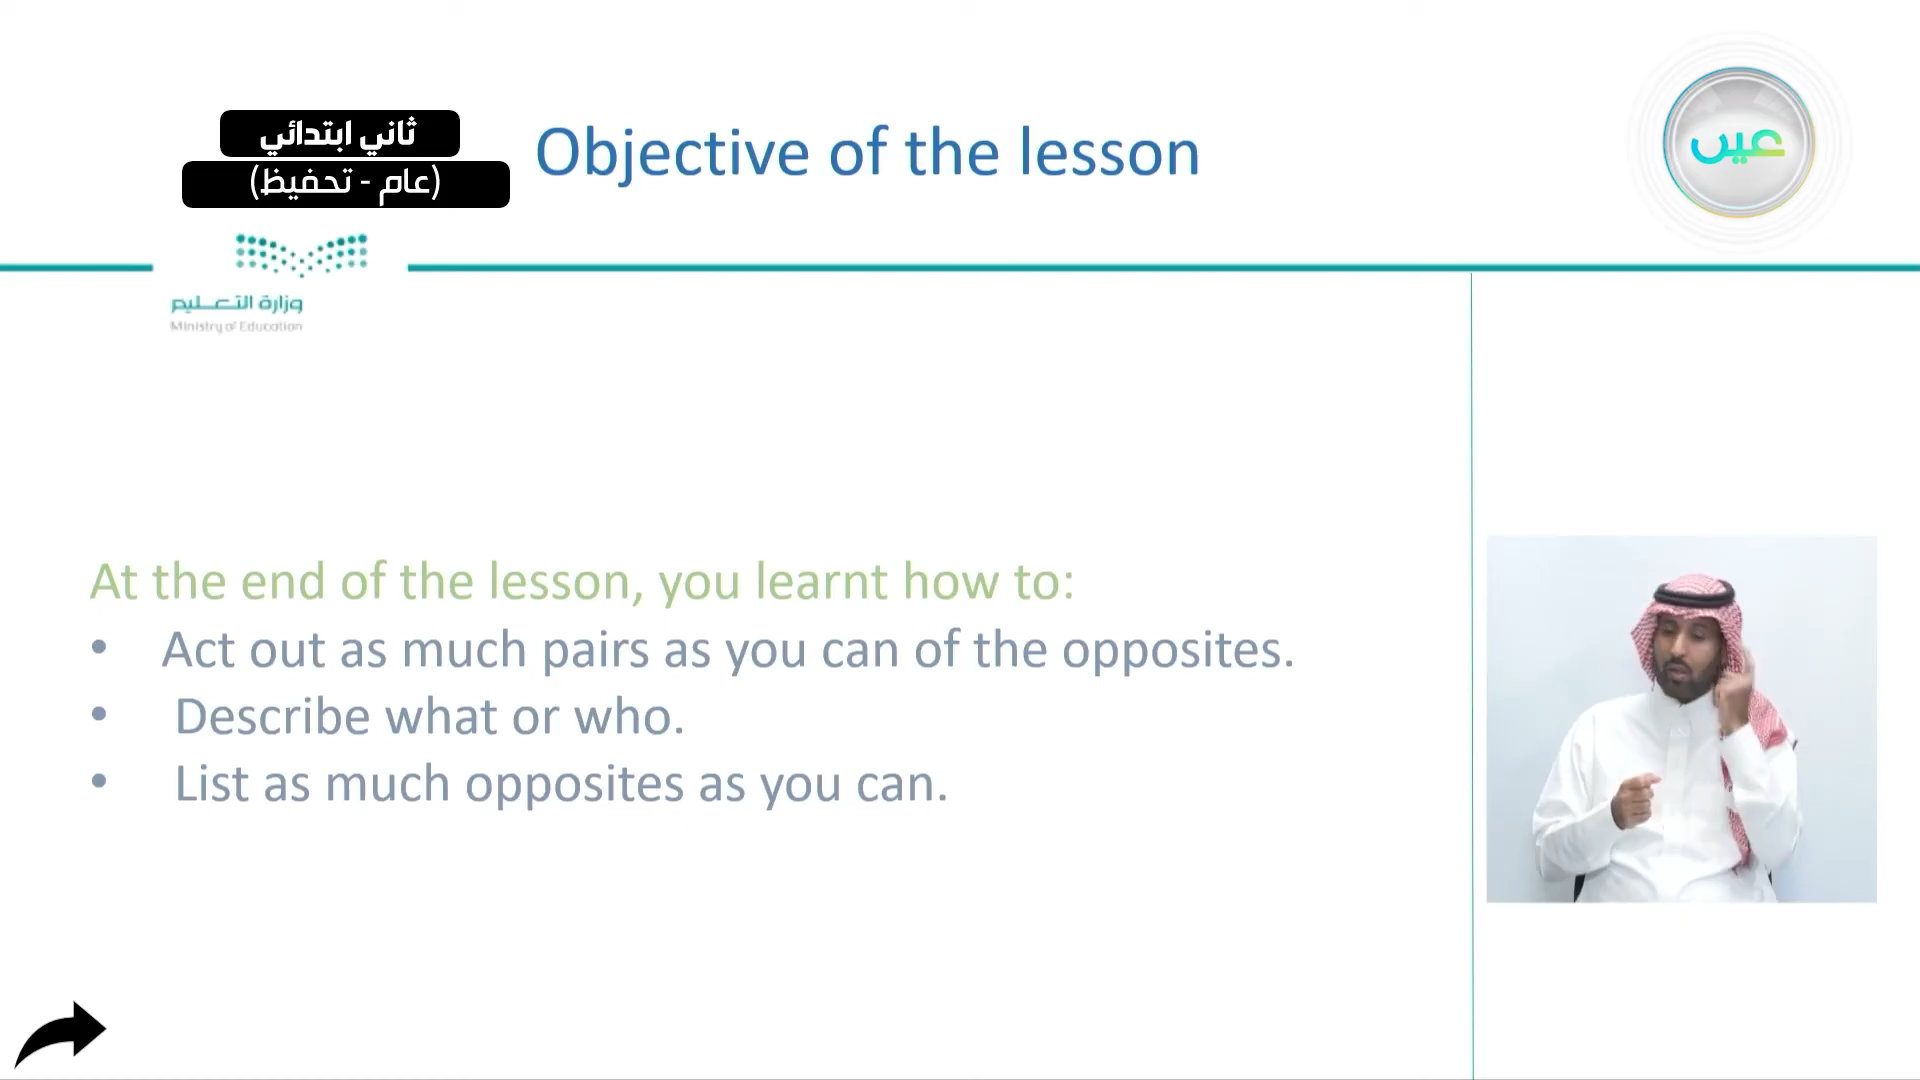 ثاني ابتدائي
(عام - تحفيظ)
Objective of the lesson
عين
وزارة التعليم
Ministry of Education
At the end of the lesson, you learnt how to:
• Act out as much pairs as you can of the opposites.
• Describe what or who.
• List as much opposites as you can.